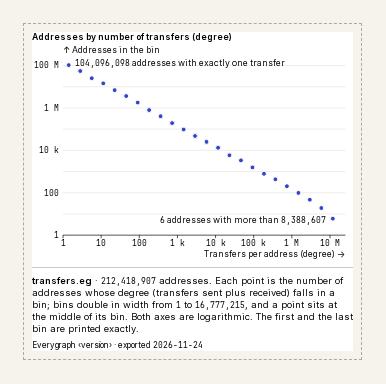 Addresses by number of transfers (degree)
↑ Addresses in the bin
104,096,098 addresses with exactly one transfer
100 M
1 M
10 k
100
1
6 addresses with more than 8,388,607
1 10 100 1 k 10 k 100 k 1 M 10 M
Transfers per address (degree) →
transfers.eg · 212,418,907 addresses. Each point is the number of
addresses whose degree (transfers sent plus received) falls in a
bin; bins double in width from 1 to 16,777,215, and a point sits at
the middle of its bin. Both axes are logarithmic. The first and the last
bin are printed exactly.
Everygraph ‹version› · exported 2026-11-24